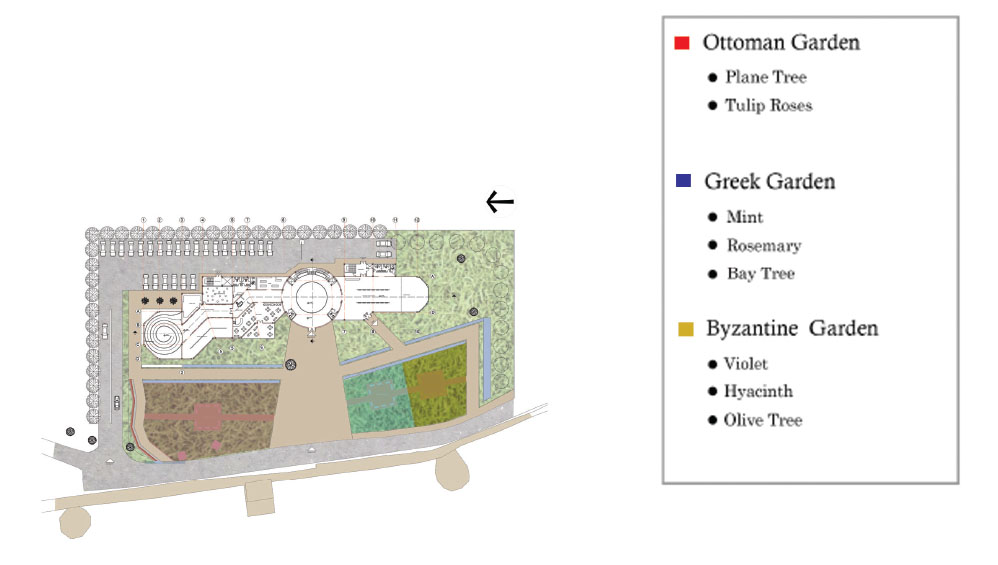 Ottoman Garden
Plane Tree
Tulip Roses
Greek Garden
Mint
Rosemary
Bay Tree
Byzantine Garden
Violet
Hyacinth
Olive Tree